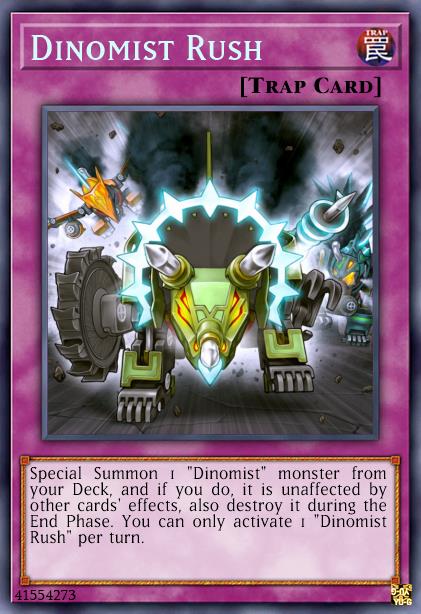 DINOMIST RUSH
TRAP
罠
[TRAP CARD]
Special Summon 1 "Dinomist" monster from
your Deck, and if you do, it is unaffected by
other cards' effects, also destroy it during the
End Phase. You can only activate 1 "Dinomist
Rush" per turn.
41554273